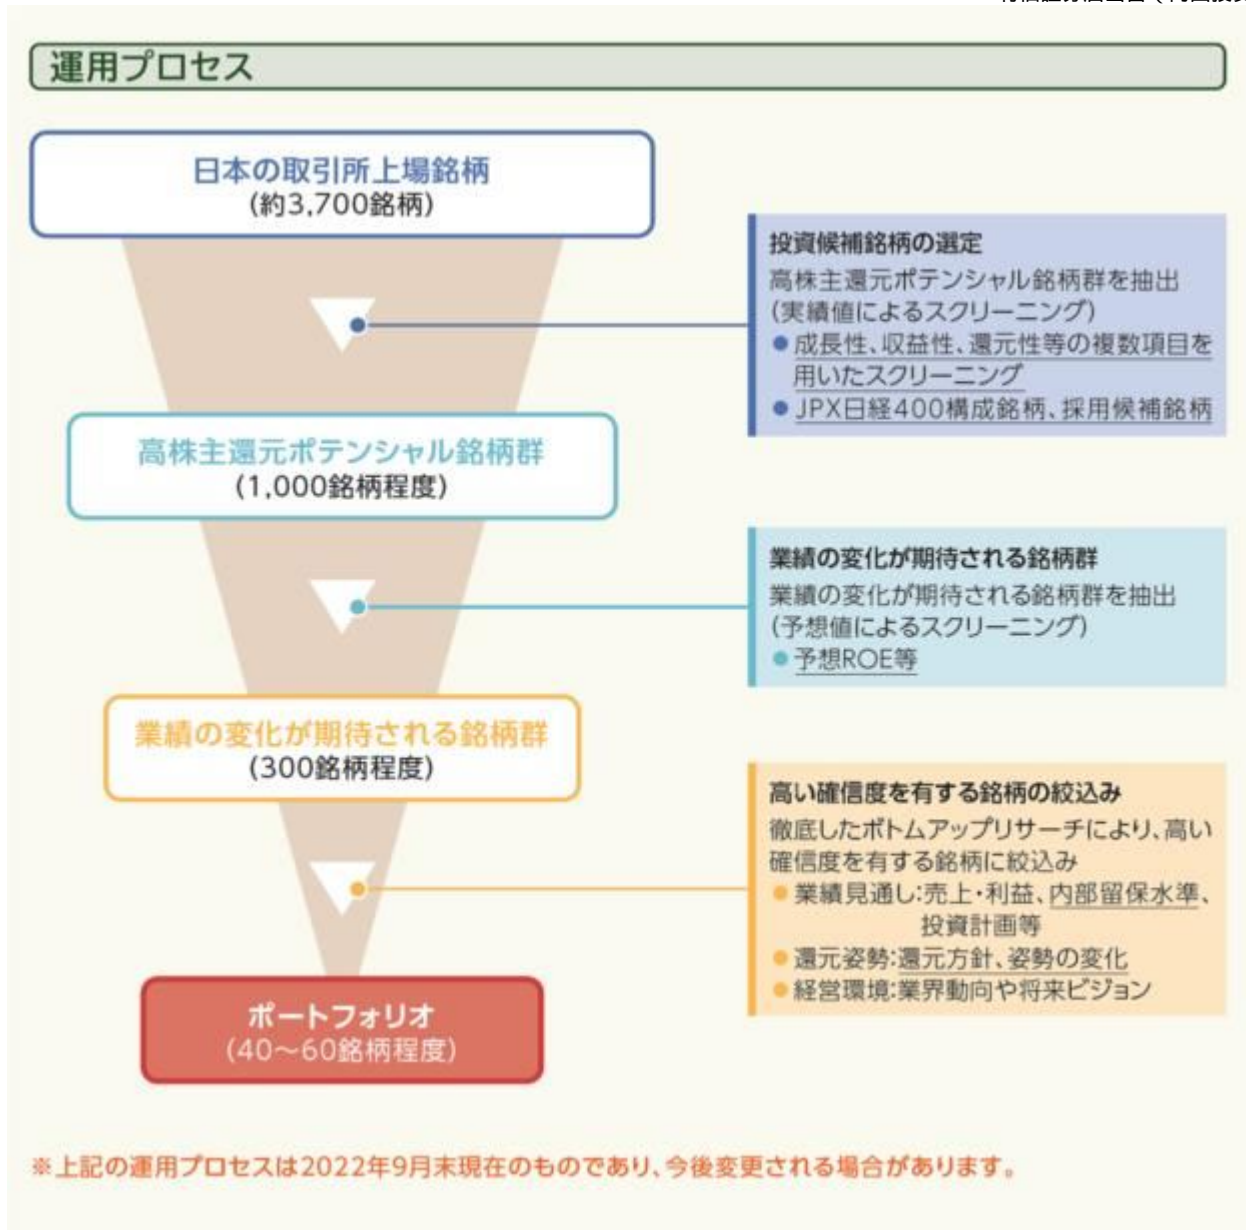 運用プロセス
日本の取引所上場銘柄
(約3,700銘柄)
投資候補銘柄の選定
高株主還元ポテンシャル銘柄群を抽出
(実績値によるスクリーニング)
●成長性、収益性、還元性等の複数項目を
用いたスクリーニング
●JPX日経400構成銘柄、採用候補銘柄
高株主還元ポテンシャル銘柄群
(1,000銘柄程度)
業績の変化が期待される銘柄群
業績の変化が期待される銘柄群を抽出
(予想値によるスクリーニング)
●予想ROE等
業績の変化が期待される銘柄群
(300銘柄程度)
高い確信度を有する銘柄の絞込み
徹底したボトムアップリサーチにより、高い
確信度を有する銘柄に絞込み
●業績見通し:売上・利益、内部留保水準、
投資計画等
●還元姿勢:還元方針、姿勢の変化
●経営環境:業界動向や将来ビジョン
ポートフォリオ
(40～60銘柄程度)
※上記の運用プロセスは2022年9月末現在のものであり、今後変更される場合があります。